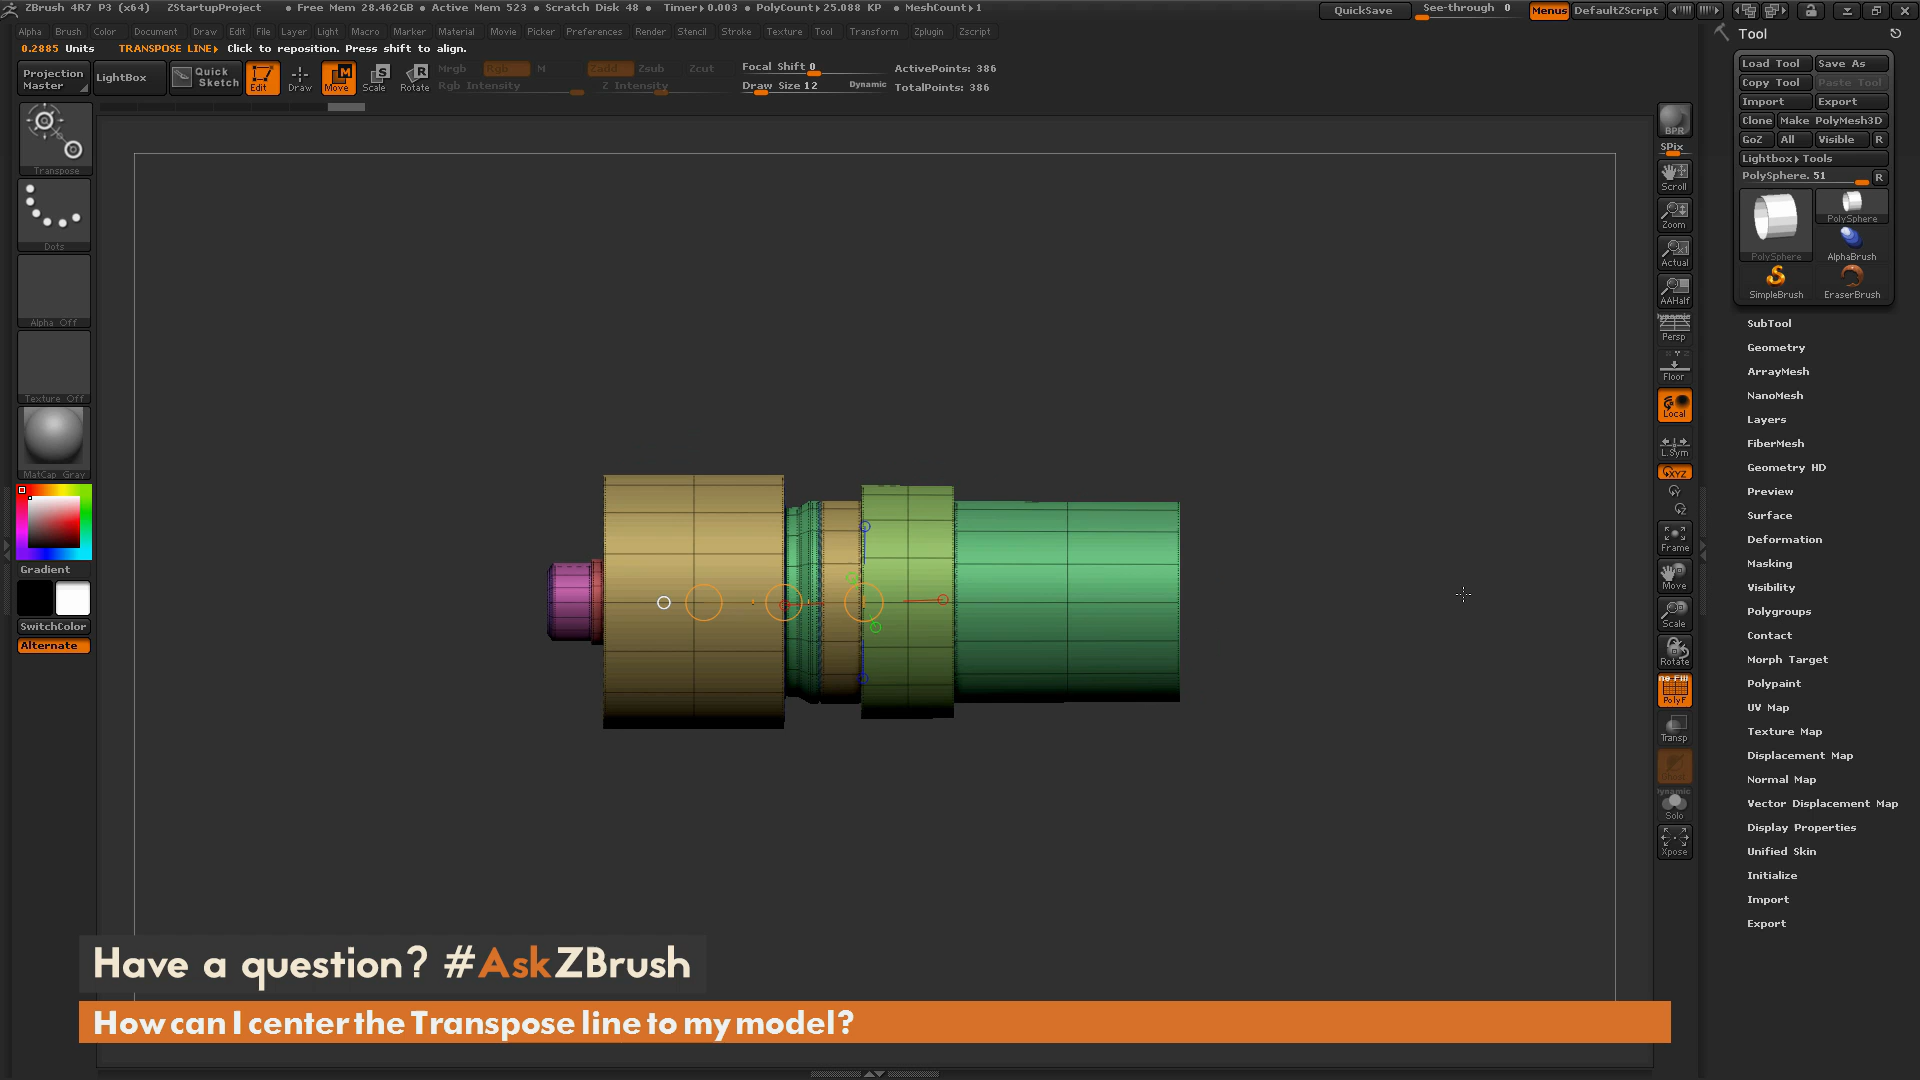 ZBrush 4R7 P3 (x64) ZStartupProject • Free Mem 28.462GB • Active Mem 523 • Scratch Disk 48 • Timer▸0.003 • PolyCount▸25.088 KP • MeshCount▸1 QuickSave See-through 0 Menus DefaultZScript
Alpha Brush Color Document Draw Edit File Layer Light Macro Marker Material Movie Picker Preferences Render Stencil Stroke Texture Tool Transform Zplugin Zscript
0.2885 Units TRANSPOSE LINE▸ Click to reposition. Press shift to align.
Projection Master
LightBox
Quick Sketch
Edit
Draw
Move
Scale
Rotate
Mrgb Rgb M
Rgb Intensity
Zadd Zsub Zcut
Z Intensity
Focal Shift 0
Draw Size 12 Dynamic
ActivePoints: 386
TotalPoints: 386
Transpose
Dots
Alpha Off
Texture Off
MatCap Gray
Gradient
SwitchColor
Alternate
BPR
SPix
Scroll
Zoom
Actual
AAHalf
Dynamic
Persp
Floor
Local
L.Sym
XYZ
Frame
Move
Scale
Rotate
PolyF
Transp
Ghost
Dynamic
Solo
Xpose
Tool
Load Tool Save As
Copy Tool Paste Tool
Import Export
Clone Make PolyMesh3D
GoZ All Visible R
Lightbox▸Tools
PolySphere. 51 R
PolySphere PolySphere
AlphaBrush
SimpleBrush EraserBrush
SubTool
Geometry
ArrayMesh
NanoMesh
Layers
FiberMesh
Geometry HD
Preview
Surface
Deformation
Masking
Visibility
Polygroups
Contact
Morph Target
Polypaint
UV Map
Texture Map
Displacement Map
Normal Map
Vector Displacement Map
Display Properties
Unified Skin
Initialize
Import
Export
Have a question? #AskZBrush
How can I center the Transpose line to my model?